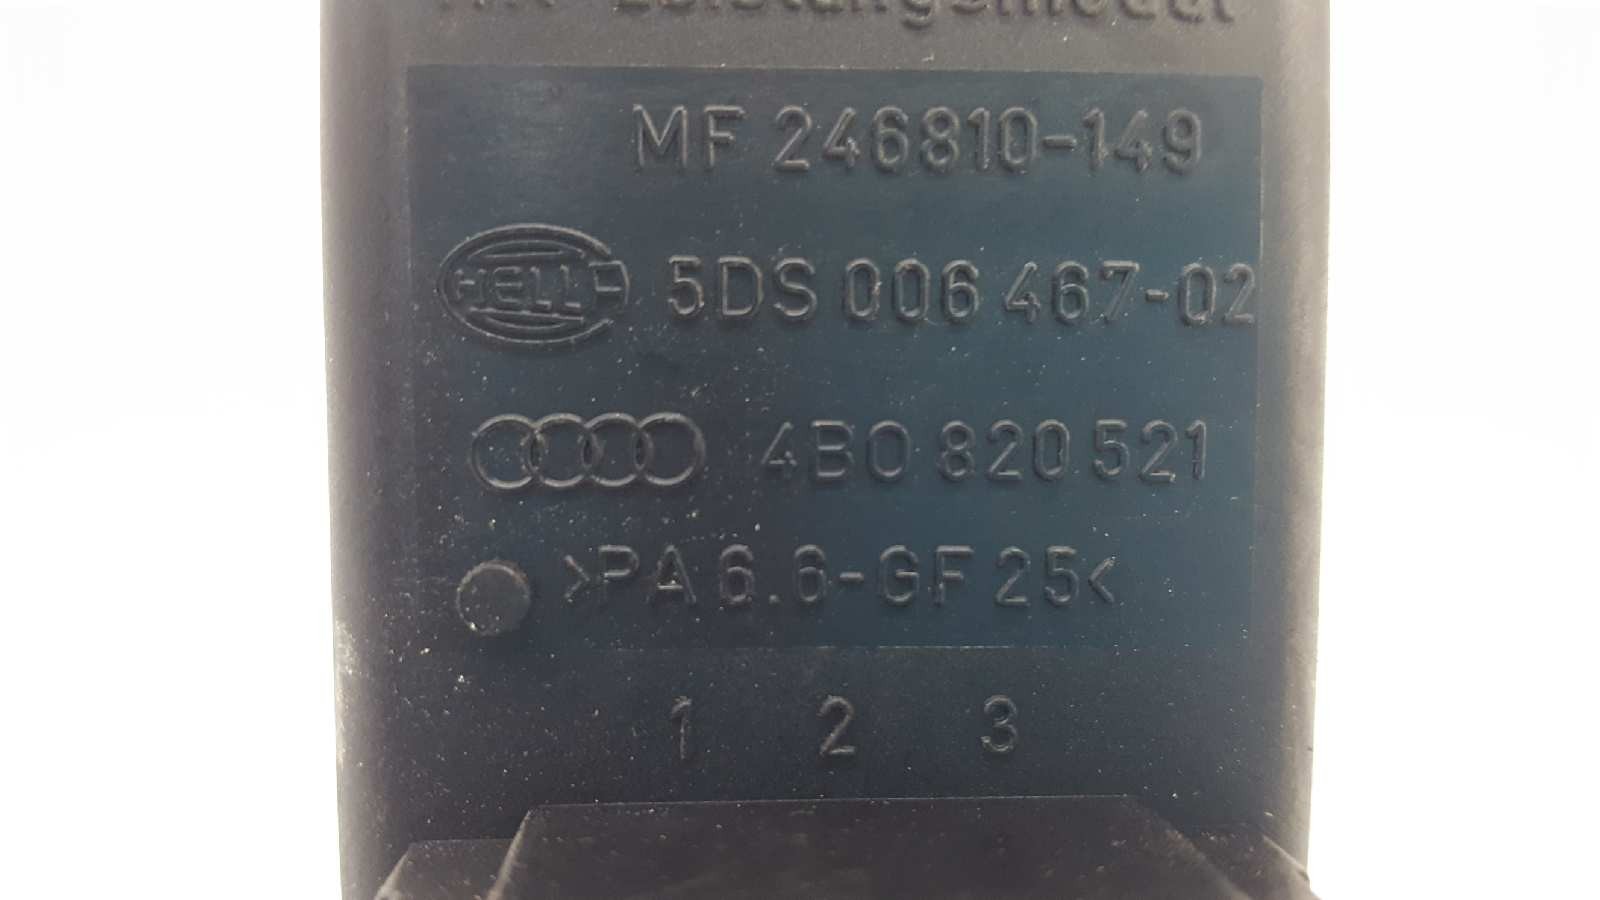 Leistungsmodul
MF 246810-149
HELLA 5DS 006 467-02
4B0 820 521
>PA 6.6-GF 25<
1 2 3